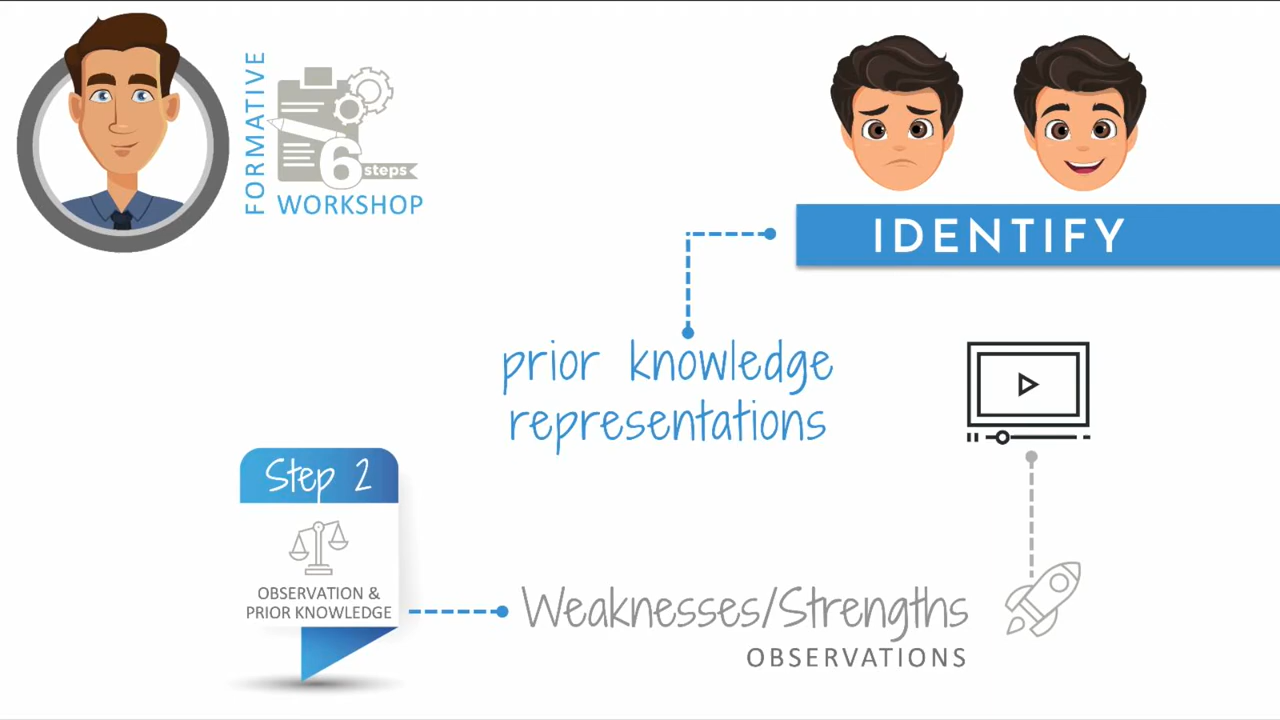 FORMATIVE
6 steps
WORKSHOP
IDENTIFY
prior knowledge
representations
Step 2
OBSERVATION &
PRIOR KNOWLEDGE
Weaknesses/Strengths
OBSERVATIONS